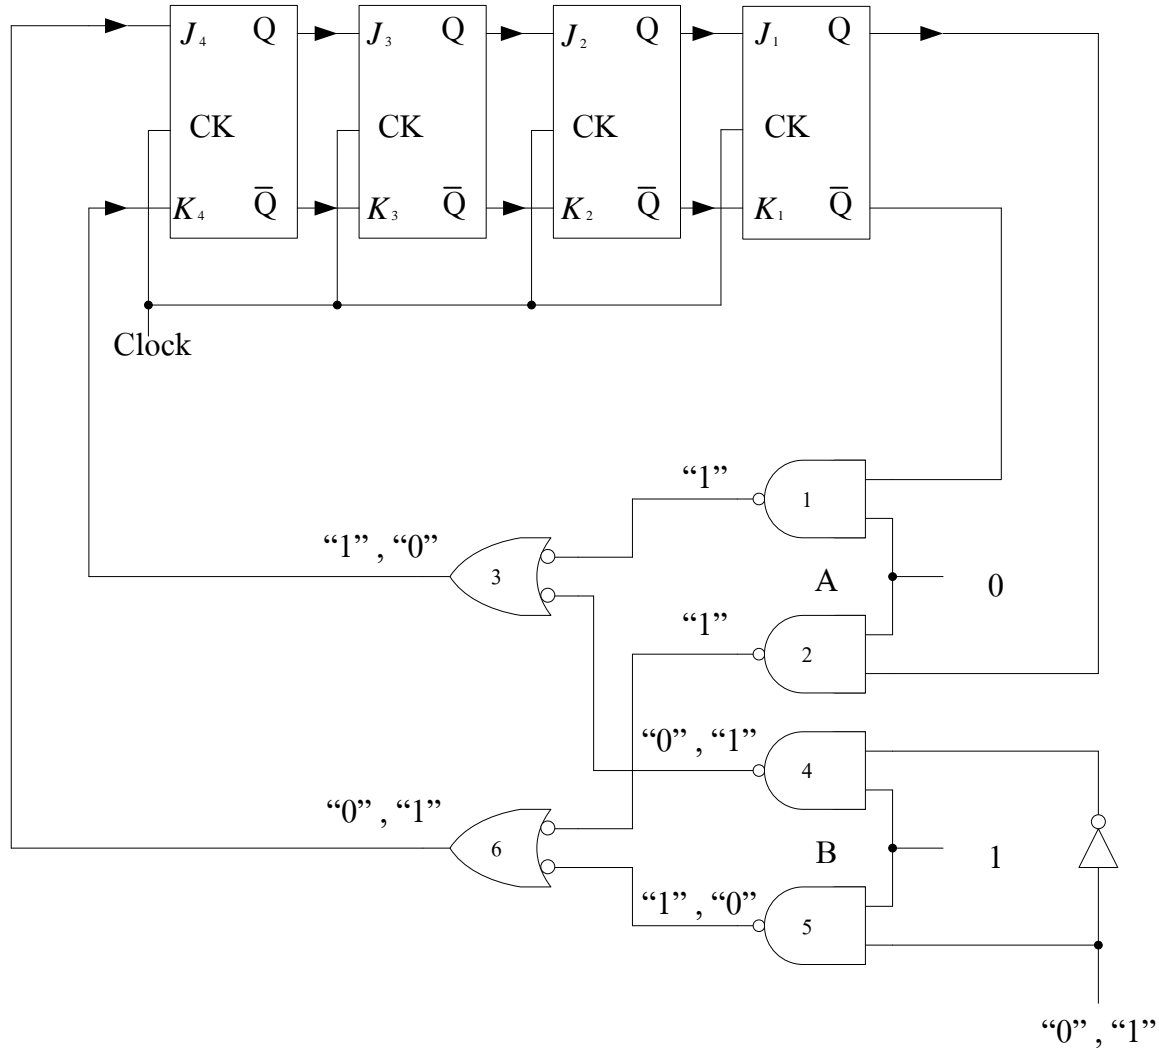 J₄ Q J₃ Q J₂ Q J₁ Q
CK CK CK CK
K₄ Q̅ K₃ Q̅ K₂ Q̅ K₁ Q̅
Clock
“1”
1
“1” , “0”
3
A 0
“1”
2
“0” , “1”
4
“0” , “1”
6
B 1
“1” , “0”
5
“0” , “1”